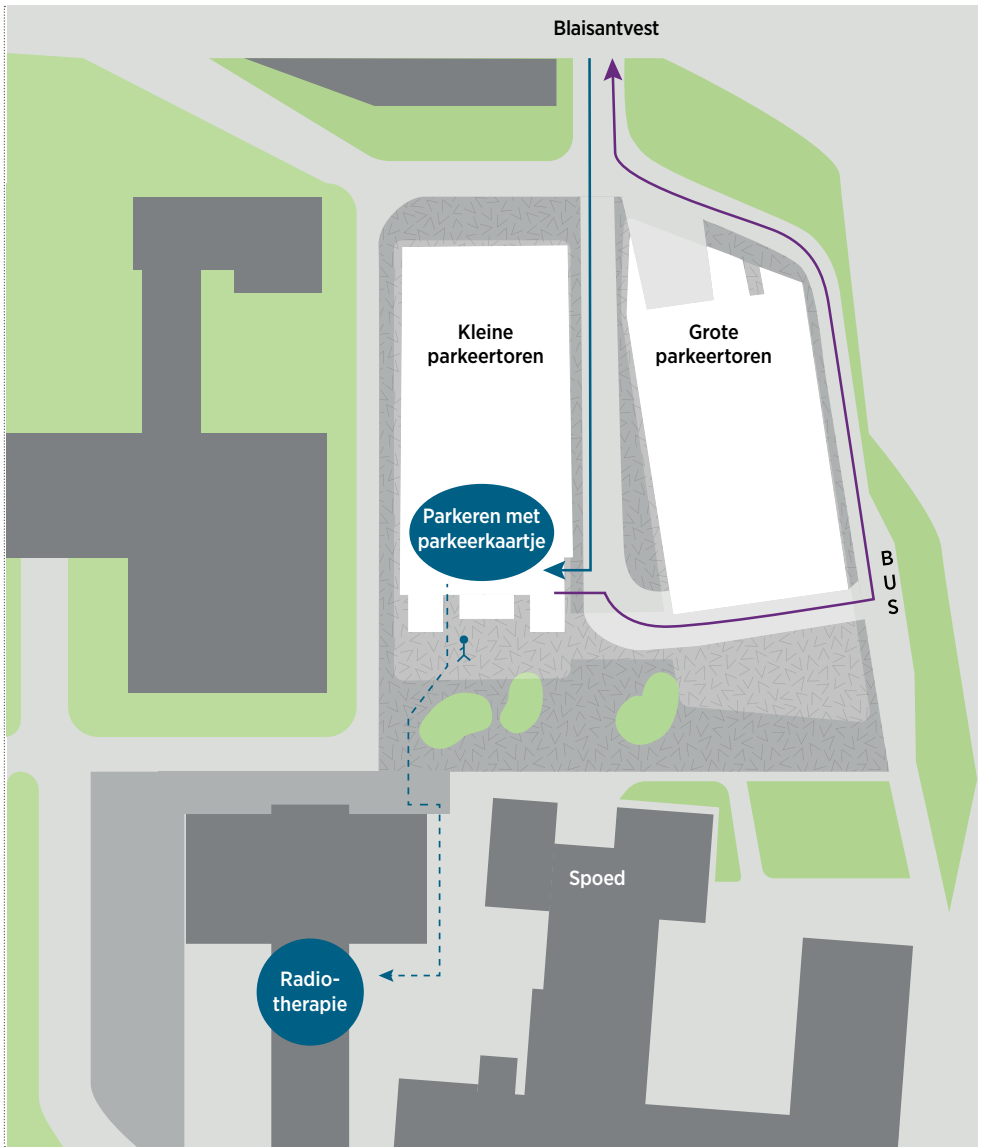 Blaisantvest
Kleine
parkeertoren
Grote
parkeertoren
Parkeren met
parkeerkaartje
B
U
S
Spoed
Radio-
therapie